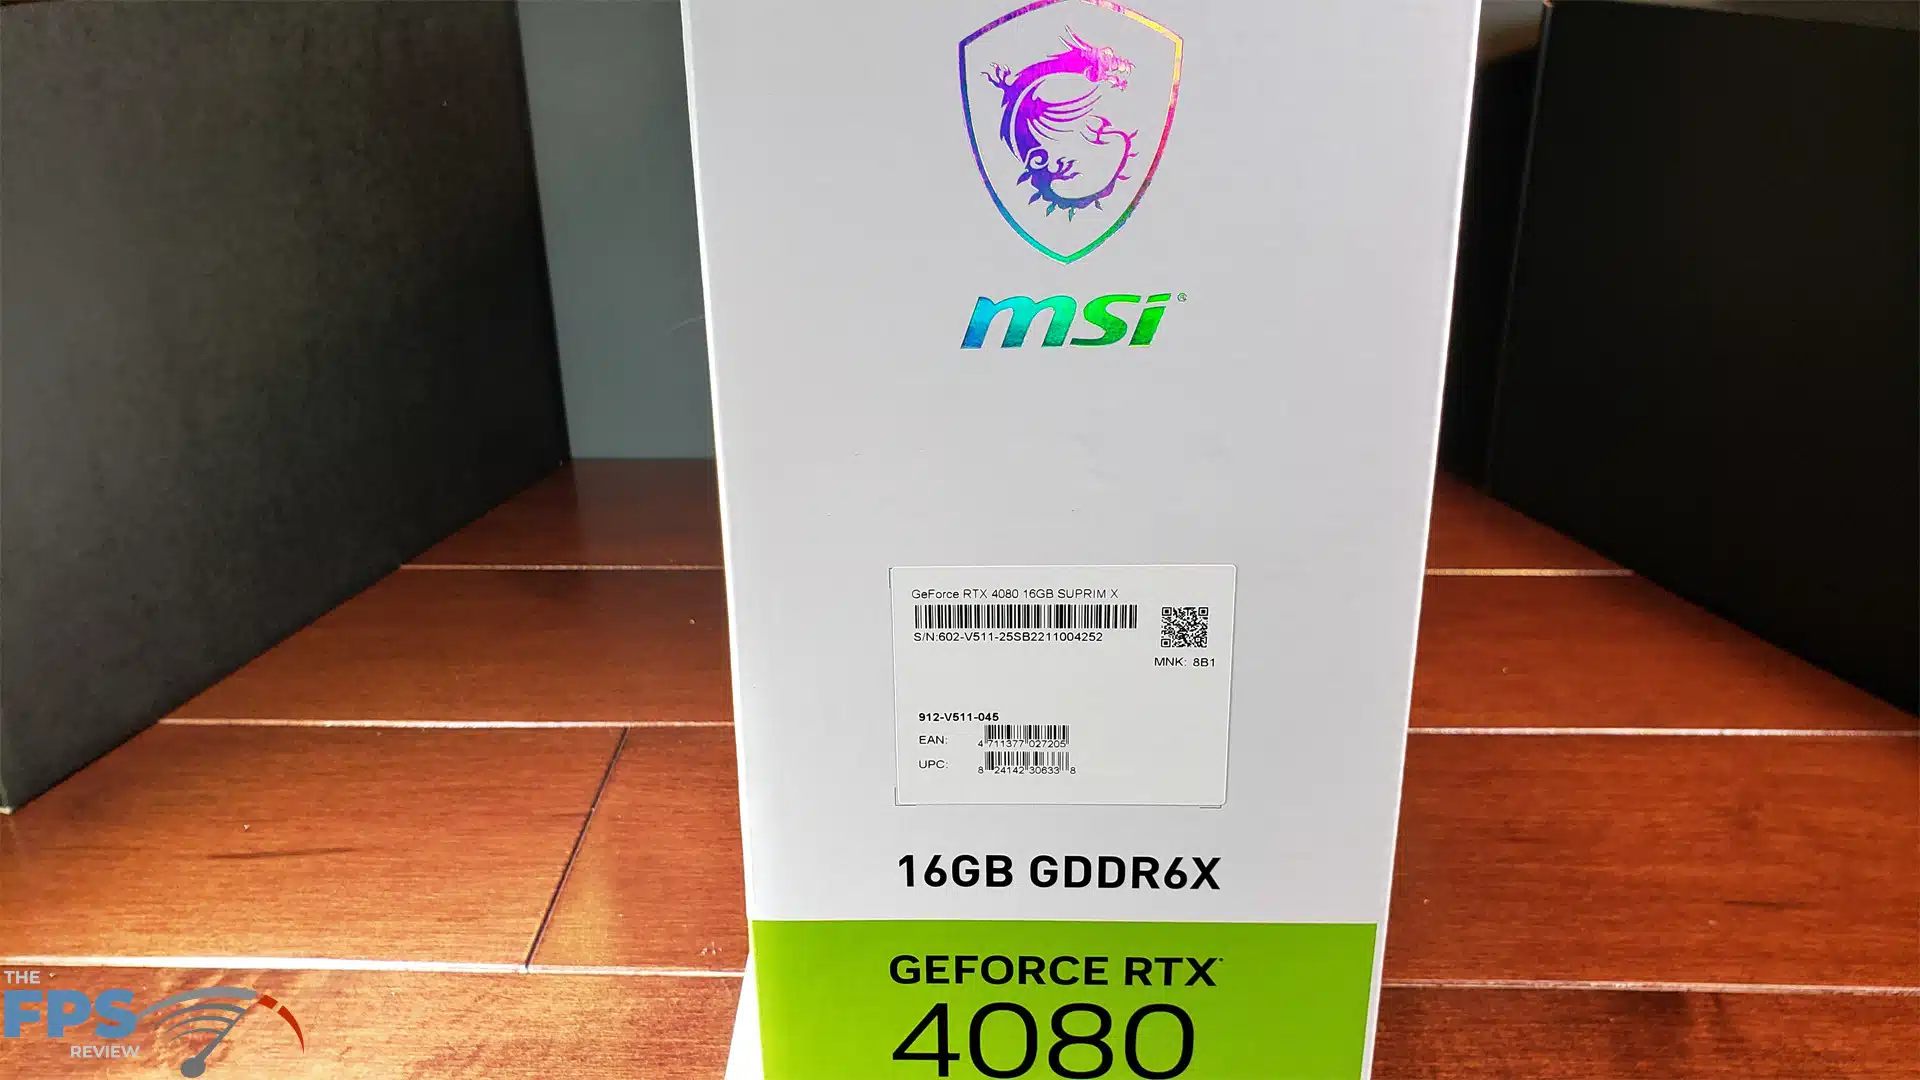 msi®
GeForce RTX 4080 16GB SUPRIM X
S/N:602-V511-25SB2211004252
MNK: 8B1
912-V511-045
EAN: 4 711377 027205
UPC: 8 24142 30633 8
16GB GDDR6X
GEFORCE RTX
4080
THE
FPS
REVIEW